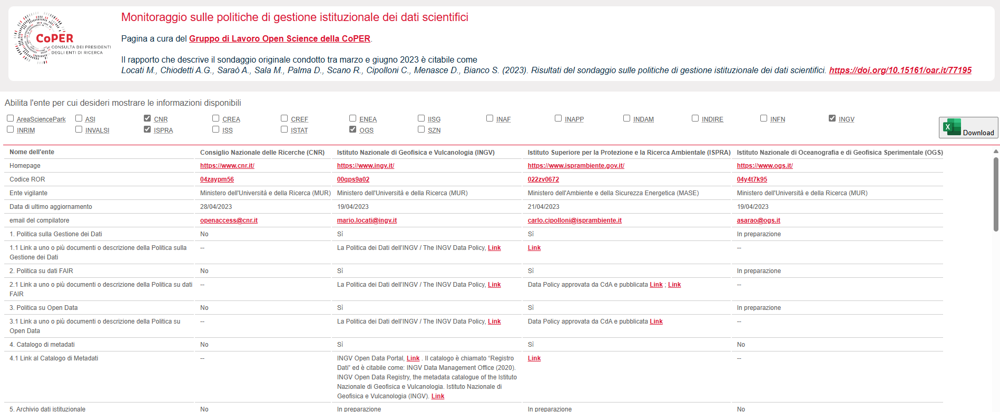 CoPER
CONSULTA DEI PRESIDENTI
DEGLI ENTI DI RICERCA
Monitoraggio sulle politiche di gestione istituzionale dei dati scientifici
Pagina a cura del Gruppo di Lavoro Open Science della CoPER.
Il rapporto che descrive il sondaggio originale condotto tra marzo e giugno 2023 è citabile come
Locati M., Chiodetti A.G., Saraò A., Sala M., Palma D., Scano R., Cipolloni C., Menasce D., Bianco S. (2023). Risultati del sondaggio sulle politiche di gestione istituzionale dei dati scientifici. https://doi.org/10.15161/oar.it/77195
Abilita l'ente per cui desideri mostrare le informazioni disponibili
AreaSciencePark ASI CNR CREA CREF ENEA IISG INAF INAPP INDAM INDIRE INFN INGV
INRIM INVALSI ISPRA ISS ISTAT OGS SZN
Download
Nome dell'ente Consiglio Nazionale delle Ricerche (CNR) Istituto Nazionale di Geofisica e Vulcanologia (INGV) Istituto Superiore per la Protezione e la Ricerca Ambientale (ISPRA) Istituto Nazionale di Oceanografia e di Geofisica Sperimentale (OGS)
Homepage https://www.cnr.it/ https://www.ingv.it/ https://www.isprambiente.gov.it/ https://www.ogs.it/
Codice ROR 04zaypm56 00qps9a02 022zv0672 04y4t7k95
Ente vigilante Ministero dell'Università e della Ricerca (MUR) Ministero dell'Università e della Ricerca (MUR) Ministero dell'Ambiente e della Sicurezza Energetica (MASE) Ministero dell'Università e della Ricerca (MUR)
Data di ultimo aggiornamento 28/04/2023 19/04/2023 21/04/2023 19/04/2023
email del compilatore openaccess@cnr.it mario.locati@ingv.it carlo.cipolloni@isprambiente.it asarao@ogs.it
1. Politica sulla Gestione dei Dati No Sì Sì In preparazione
1.1 Link a uno o più documenti o descrizione della Politica sulla
Gestione dei Dati -- La Politica dei Dati dell'INGV / The INGV Data Policy, Link Link --
2. Politica su dati FAIR No Sì Sì In preparazione
2.1 Link a uno o più documenti o descrizione della Politica su dati
FAIR -- La Politica dei Dati dell'INGV / The INGV Data Policy, Link Data Policy approvata da CdA e pubblicata Link ; Link --
3. Politica su Open Data No Sì Sì In preparazione
3.1 Link a uno o più documenti o descrizione della Politica su
Open Data -- La Politica dei Dati dell'INGV / The INGV Data Policy, Link Data Policy approvata da CdA e pubblicata Link --
4. Catalogo di metadati No Sì Sì No
4.1 Link al Catalogo di Metadati -- INGV Open Data Portal, Link . Il catalogo è chiamato “Registro
Dati” ed è citabile come: INGV Data Management Office (2020).
INGV Open Data Registry, the metadata catalogue of the Istituto
Nazionale di Geofisica e Vulcanologia. Istituto Nazionale di
Geofisica e Vulcanologia (INGV). Link Link --
5. Archivio dati istituzionale No In preparazione In preparazione No